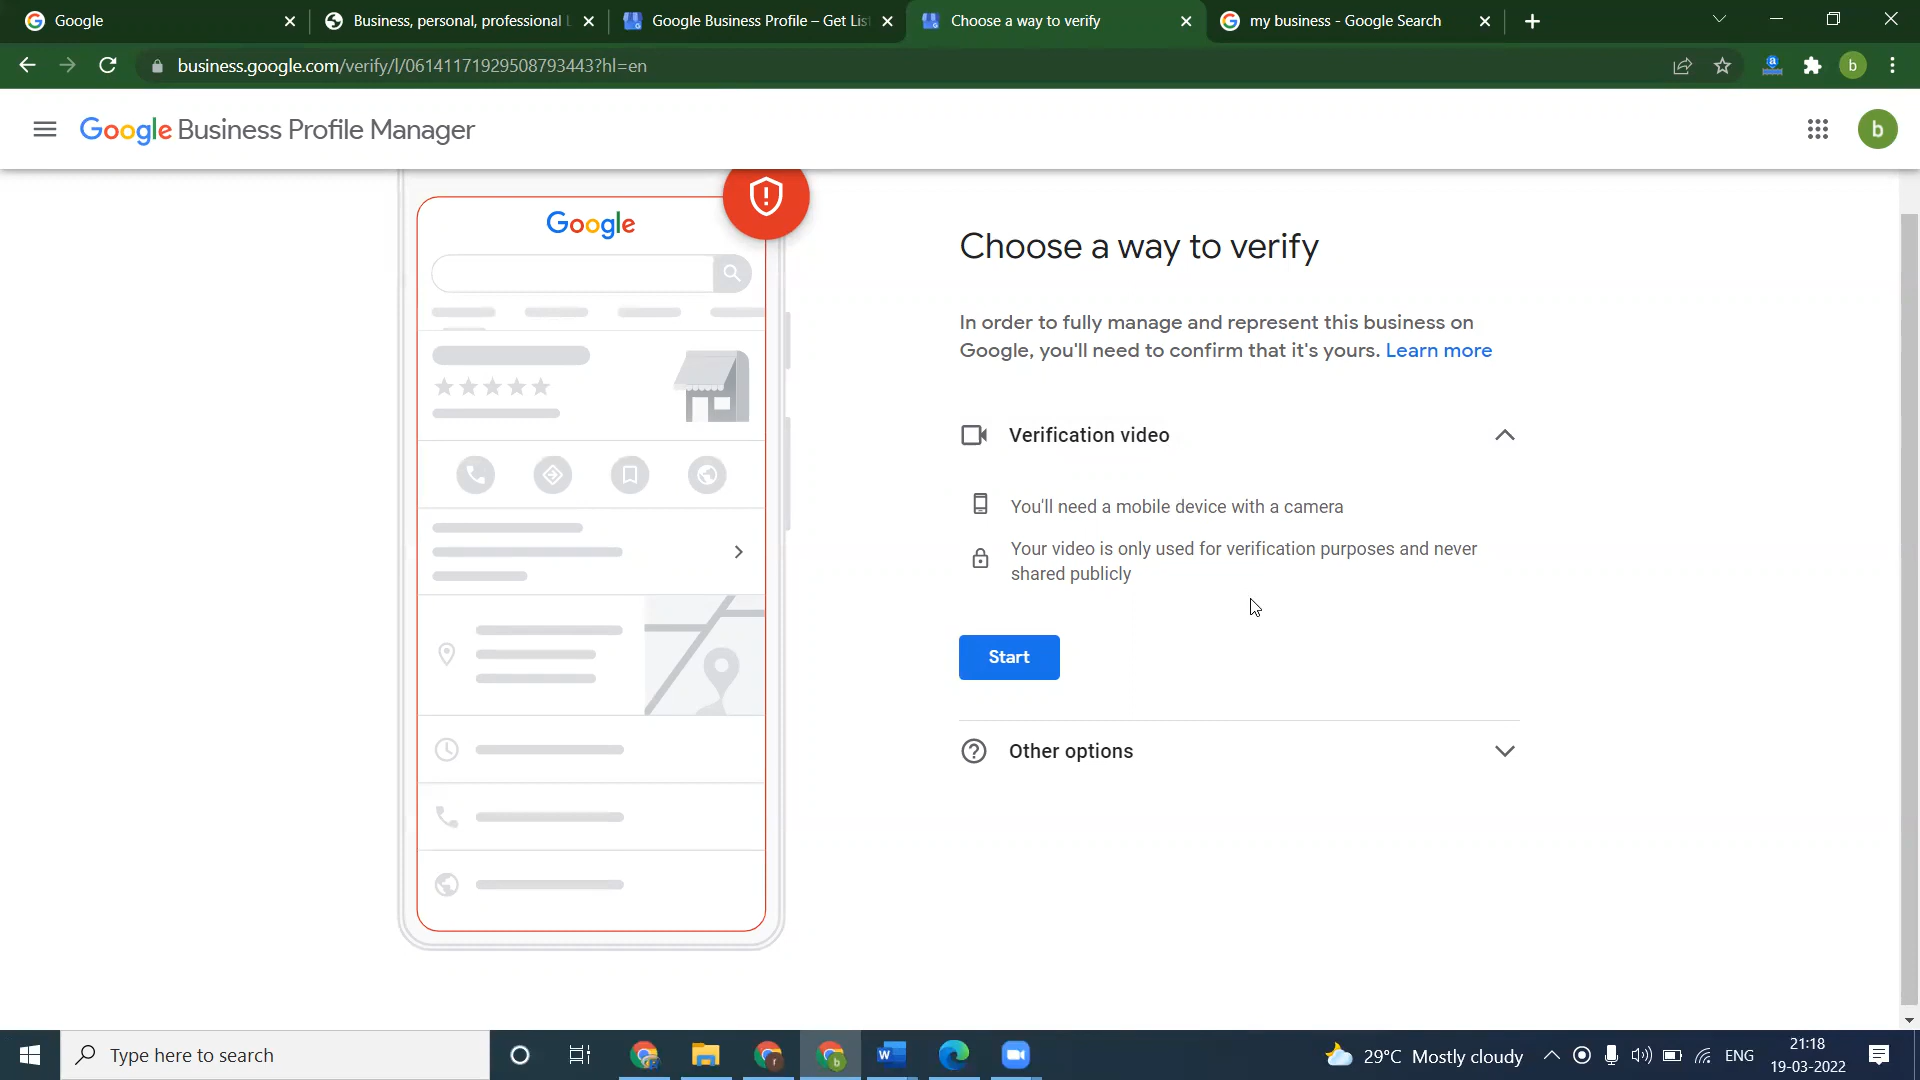 Google
Business, personal, professional
Google Business Profile – Get Lis
Choose a way to verify
my business - Google Search
business.google.com/verify/l/06141171929508793443?hl=en
b
Google Business Profile Manager
b
Google
Choose a way to verify
In order to fully manage and represent this business on
Google, you'll need to confirm that it's yours. Learn more
Verification video
You'll need a mobile device with a camera
Your video is only used for verification purposes and never
shared publicly
Start
Other options
Type here to search
29°C Mostly cloudy
ENG
21:18
19-03-2022